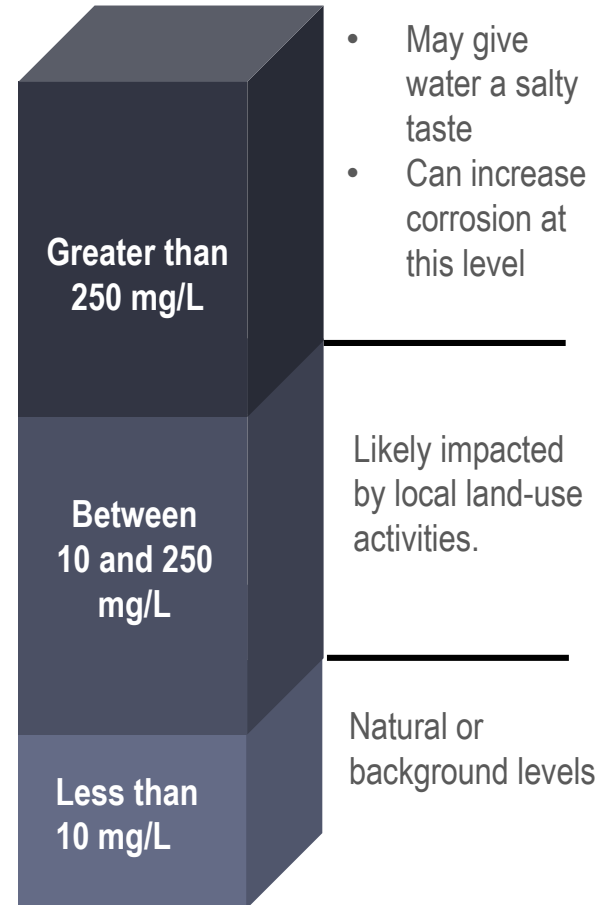 • May give
water a salty
taste
• Can increase
corrosion at
this level
Greater than
250 mg/L
Likely impacted
by local land-use
activities.
Between
10 and 250
mg/L
Natural or
background levels
Less than
10 mg/L